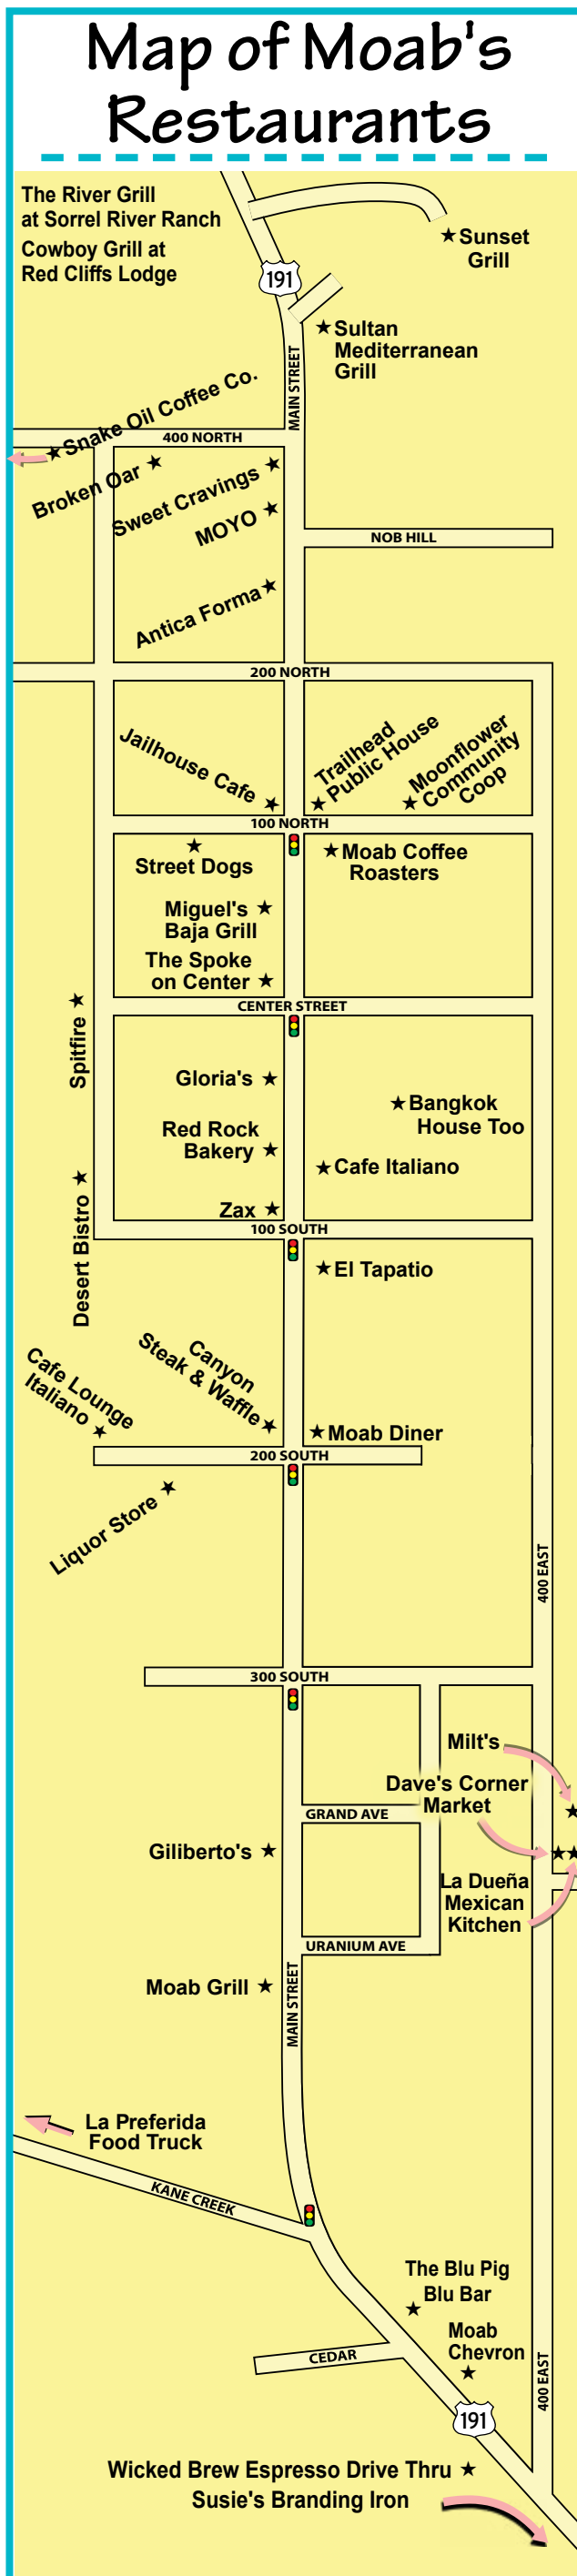 Map of Moab's
Restaurants
The River Grill
at Sorrel River Ranch
Cowboy Grill at
Red Cliffs Lodge
Sunset
Grill
191
Sultan
Mediterranean
Grill
MAIN STREET
Snake Oil Coffee Co.
400 NORTH
Broken Oar
Sweet Cravings
MOYO
NOB HILL
Antica Forma
200 NORTH
Jailhouse Cafe
Trailhead
Public House
Moonflower
Community
Coop
100 NORTH
Street Dogs
Moab Coffee
Roasters
Miguel's
Baja Grill
The Spoke
on Center
CENTER STREET
Spitfire
Gloria's
Bangkok
House Too
Red Rock
Bakery
Cafe Italiano
Zax
100 SOUTH
Desert Bistro
El Tapatio
Cafe Lounge
Italiano
Canyon
Steak & Waffle
Moab Diner
200 SOUTH
Liquor Store
400 EAST
300 SOUTH
Milt's
Dave's Corner
Market
GRAND AVE
Giliberto's
La Dueña
Mexican
Kitchen
URANIUM AVE
Moab Grill
MAIN STREET
La Preferida
Food Truck
KANE CREEK
The Blu Pig
Blu Bar
Moab
Chevron
CEDAR
400 EAST
191
Wicked Brew Espresso Drive Thru
Susie's Branding Iron